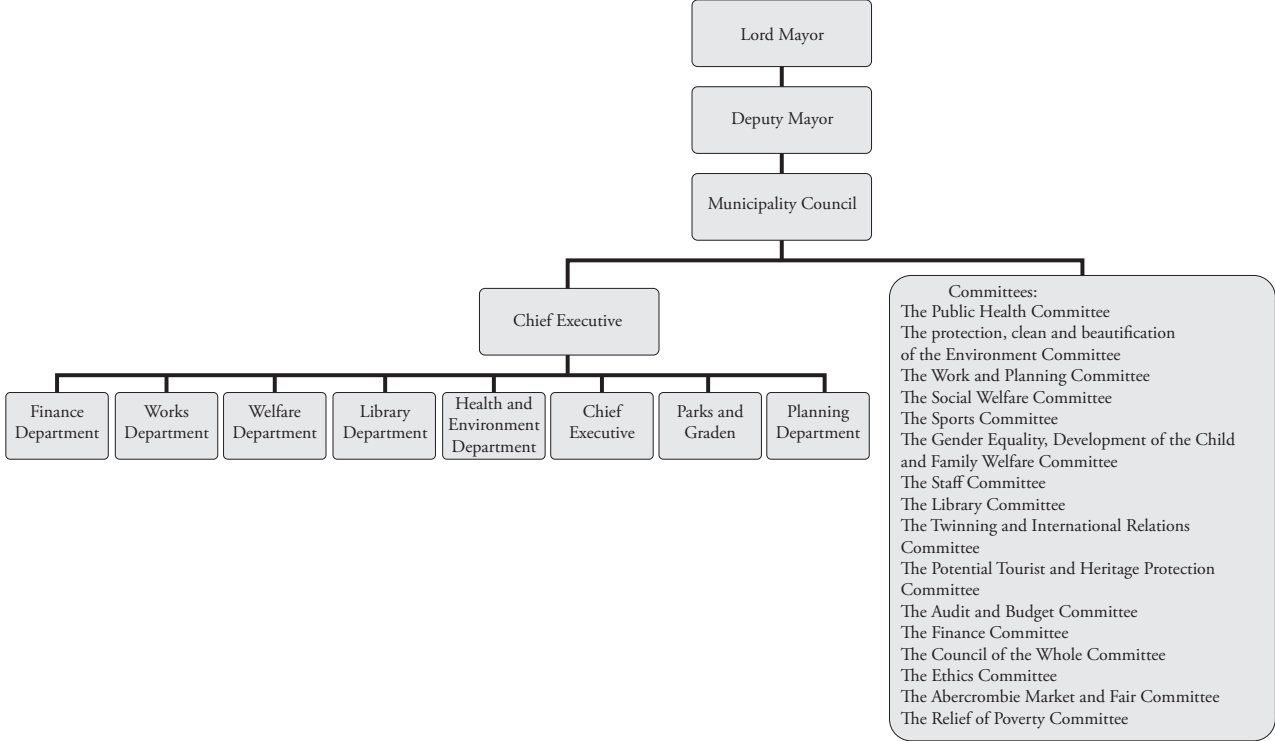 Lord Mayor
Deputy Mayor
Municipality Council
Chief Executive
Finance
Department
Works
Department
Welfare
Department
Library
Department
Health and
Environment
Department
Chief
Executive
Parks and
Graden
Planning
Department
Committees:
The Public Health Committee
The protection, clean and beautification
of the Environment Committee
The Work and Planning Committee
The Social Welfare Committee
The Sports Committee
The Gender Equality, Development of the Child
and Family Welfare Committee
The Staff Committee
The Library Committee
The Twinning and International Relations
Committee
The Potential Tourist and Heritage Protection
Committee
The Audit and Budget Committee
The Finance Committee
The Council of the Whole Committee
The Ethics Committee
The Abercrombie Market and Fair Committee
The Relief of Poverty Committee